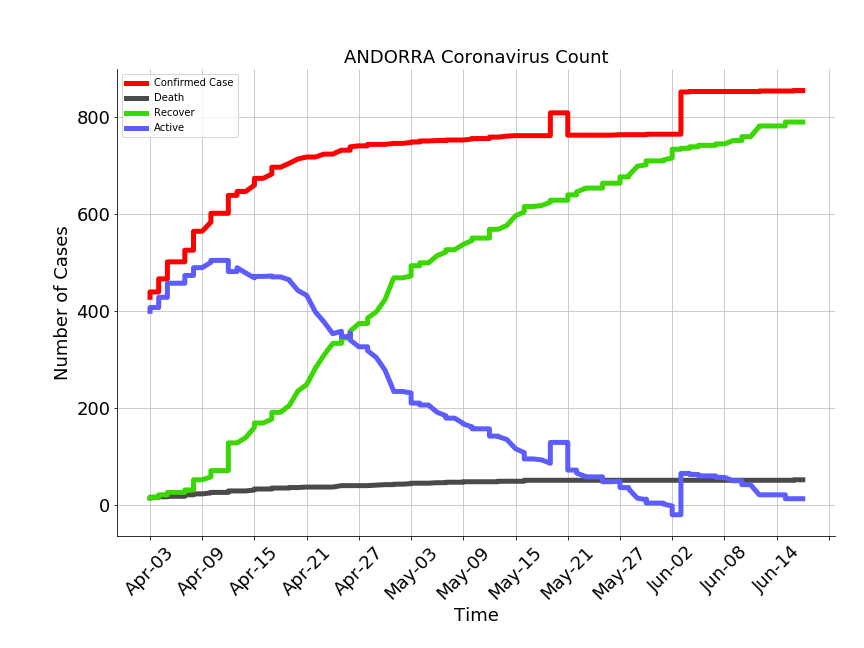 ANDORRA Coronavirus Count
Confirmed Case
Death
Recover
Active
Number of Cases
800
600
400
200
0
Apr-03
Apr-09
Apr-15
Apr-21
Apr-27
May-03
May-09
May-15
May-21
May-27
Jun-02
Jun-08
Jun-14
Time